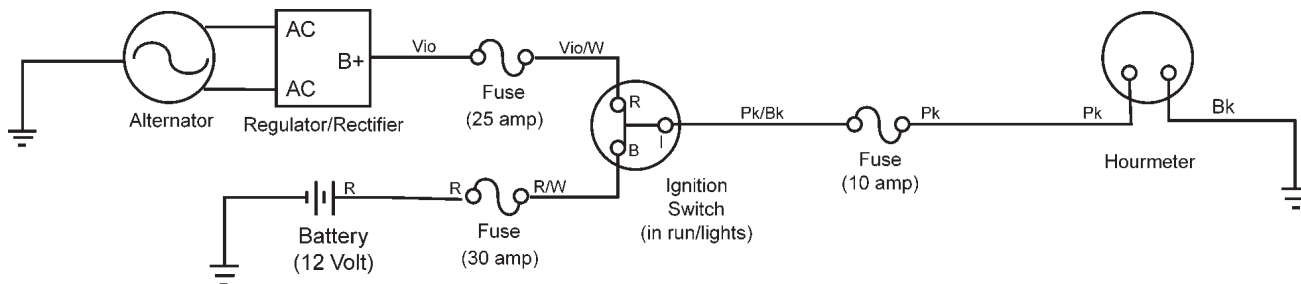 AC
B+
AC
Alternator
Regulator/Rectifier
Vio
Fuse
(25 amp)
Vio/W
R
B
I
Ignition
Switch
(in run/lights)
Pk/Bk
Fuse
(10 amp)
Pk
Pk
Bk
Hourmeter
R
R
R/W
Battery
(12 Volt)
Fuse
(30 amp)